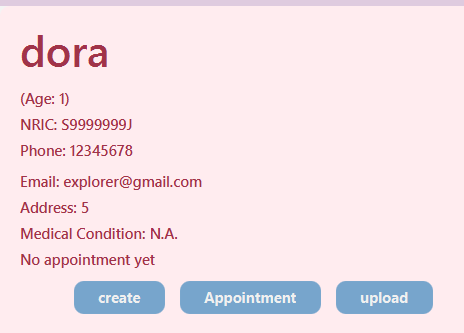 dora
(Age: 1)
NRIC: S9999999J
Phone: 12345678
Email: explorer@gmail.com
Address: 5
Medical Condition: N.A.
No appointment yet
create Appointment upload